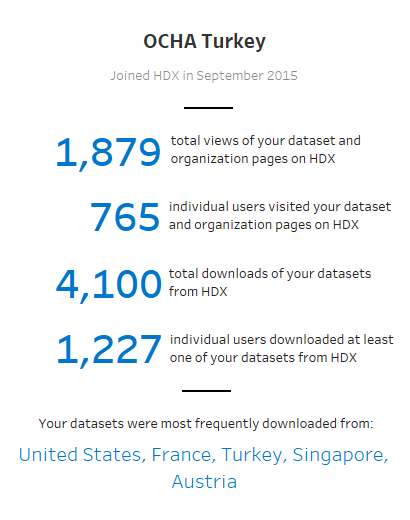 OCHA Turkey
Joined HDX in September 2015
1,879 total views of your dataset and
organization pages on HDX
765 individual users visited your dataset
and organization pages on HDX
4,100 total downloads of your datasets
from HDX
1,227 individual users downloaded at least
one of your datasets from HDX
Your datasets were most frequently downloaded from:
United States, France, Turkey, Singapore,
Austria